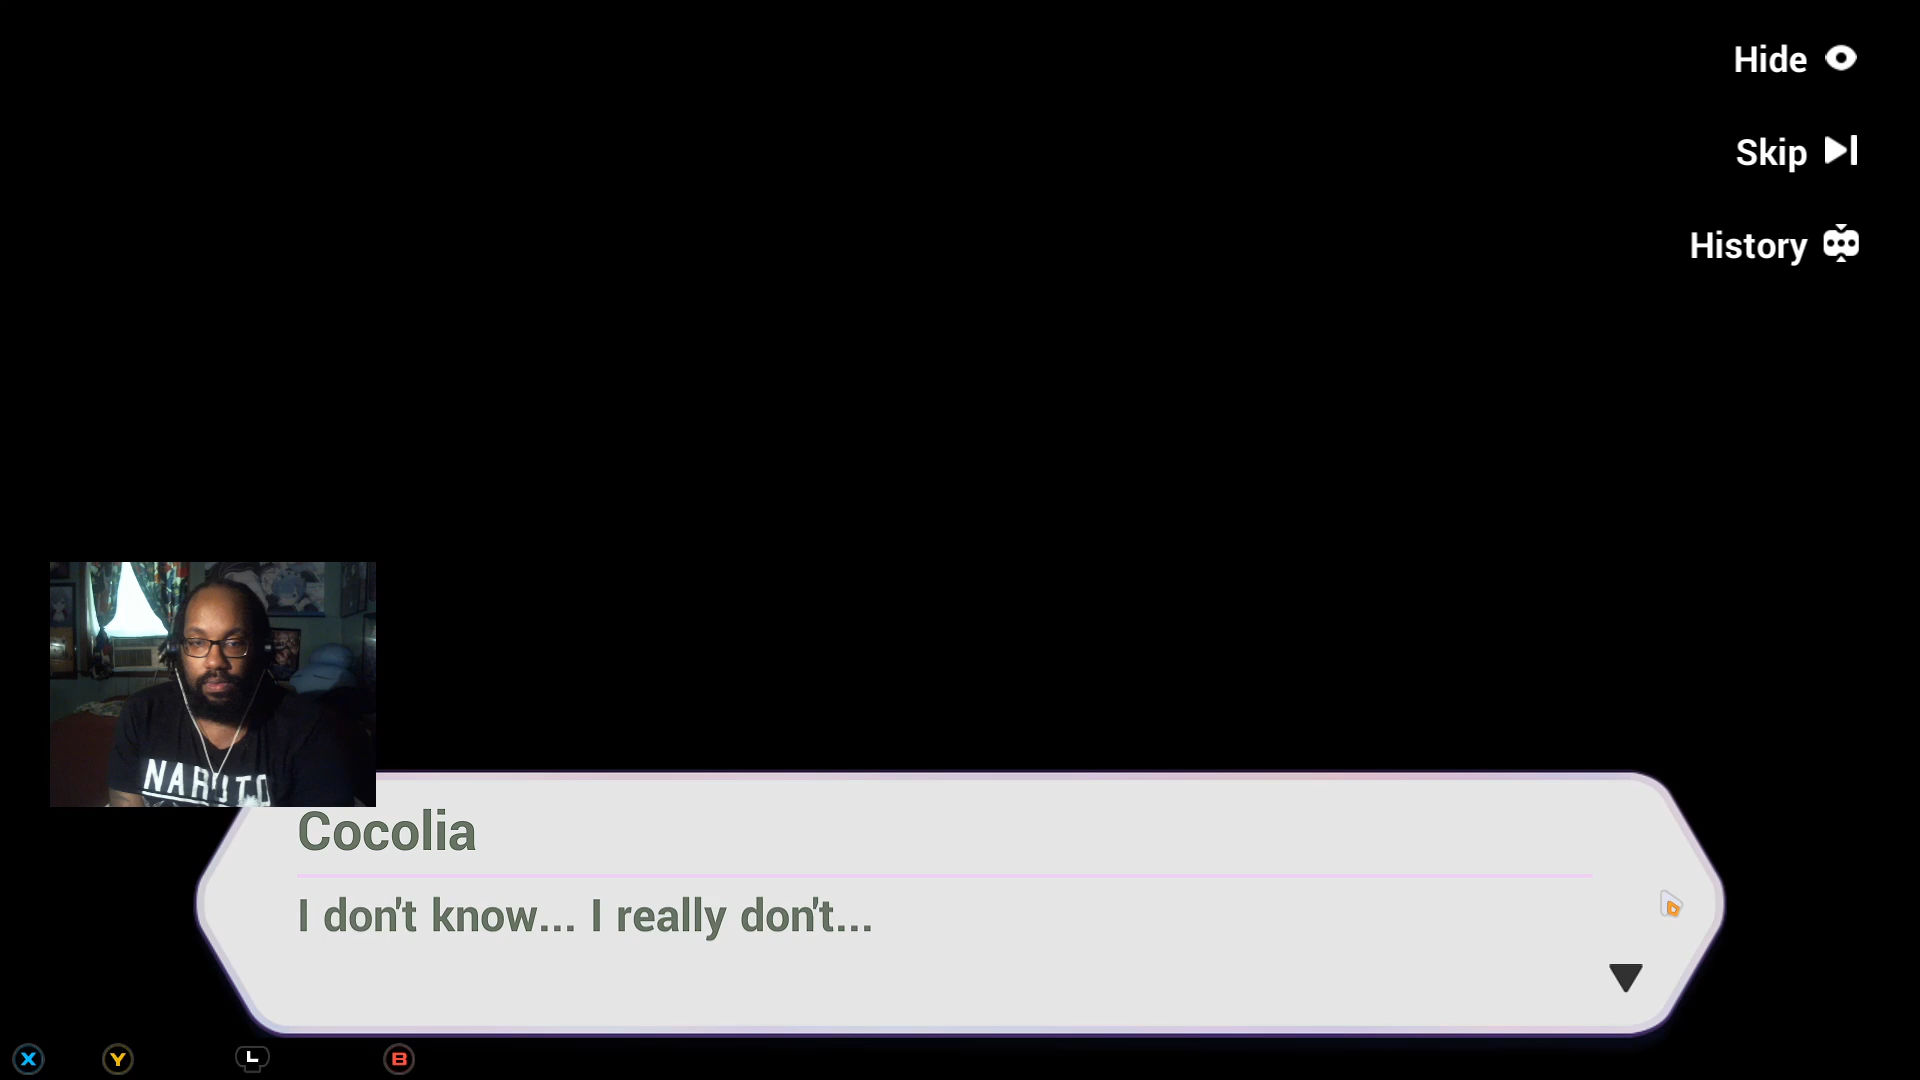 Hide
Skip
History
NARUTO
Cocolia
I don't know... I really don't...
X
Y
L
B